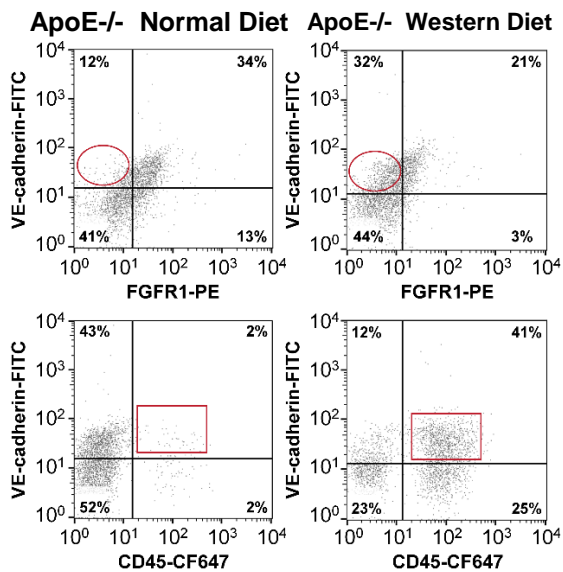 ApoE-/- Normal Diet
ApoE-/- Western Diet
VE-cadherin-FITC
10⁴
10³
10²
10¹
10⁰
12%
34%
41%
13%
10⁰ 10¹ 10² 10³ 10⁴
FGFR1-PE
VE-cadherin-FITC
10⁴
10³
10²
10¹
10⁰
32%
21%
44%
3%
10⁰ 10¹ 10² 10³ 10⁴
FGFR1-PE
VE-cadherin-FITC
10⁴
10³
10²
10¹
10⁰
43%
2%
52%
2%
10⁰ 10¹ 10² 10³ 10⁴
CD45-CF647
VE-cadherin-FITC
10⁴
10³
10²
10¹
10⁰
12%
41%
23%
25%
10⁰ 10¹ 10² 10³ 10⁴
CD45-CF647